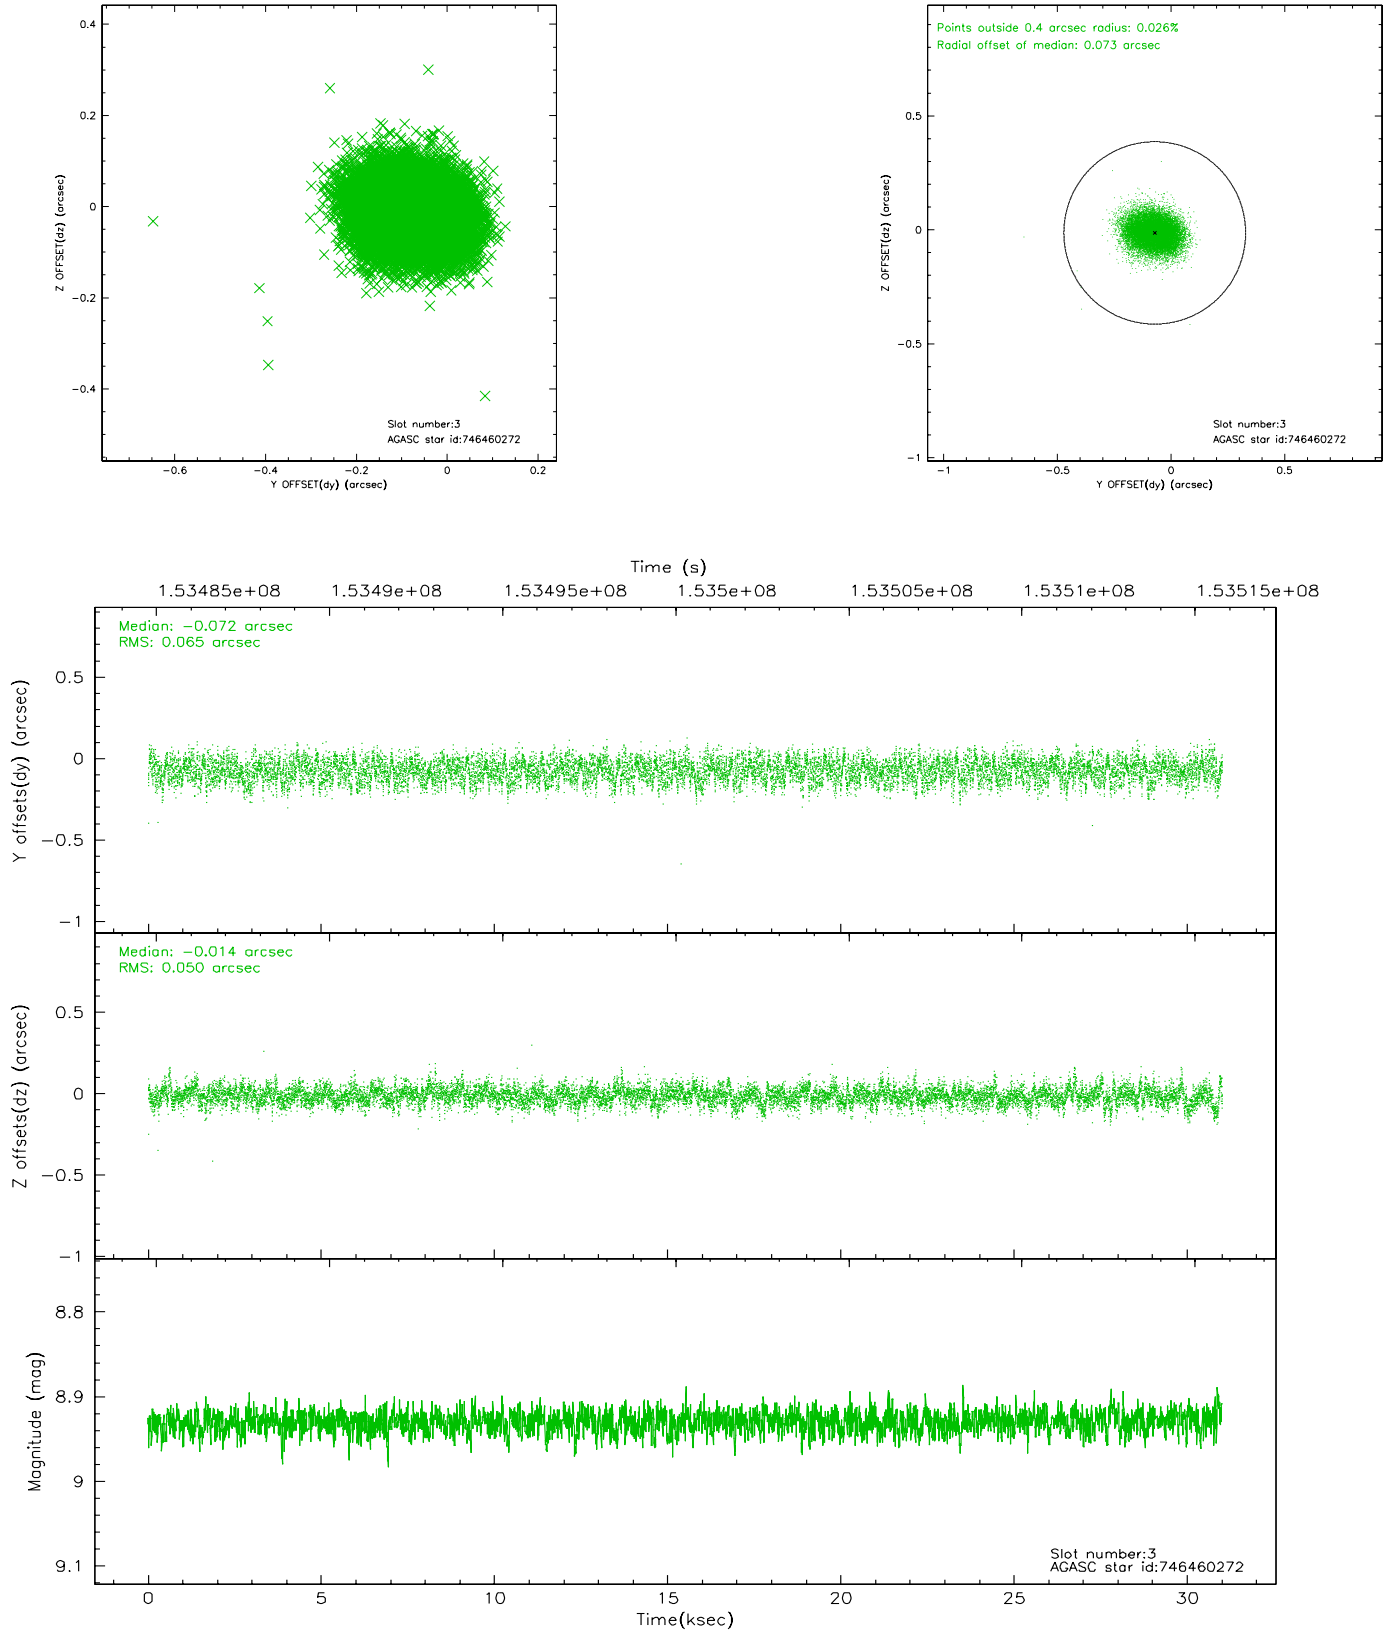 0.4
0.2
0
−0.2
−0.4
Z OFFSET(dz) (arcsec)
Slot number:3
AGASC star id:746460272
−0.6 −0.4 −0.2 0 0.2
Y OFFSET(dy) (arcsec)
Points outside 0.4 arcsec radius: 0.026%
Radial offset of median: 0.073 arcsec
0.5
0
−0.5
−1
Z OFFSET(dz) (arcsec)
Slot number:3
AGASC star id:746460272
−1 −0.5 0 0.5
Y OFFSET(dy) (arcsec)
Time (s)
1.53485e+08 1.5349e+08 1.53495e+08 1.535e+08 1.53505e+08 1.5351e+08 1.53515e+08
Median: −0.072 arcsec
RMS: 0.065 arcsec
0.5
0
−0.5
−1
Y offsets(dy) (arcsec)
Median: −0.014 arcsec
RMS: 0.050 arcsec
0.5
0
−0.5
−1
Z offsets(dz) (arcsec)
8.8
8.9
9
9.1
Magnitude (mag)
Slot number:3
AGASC star id:746460272
0 5 10 15 20 25 30
Time(ksec)